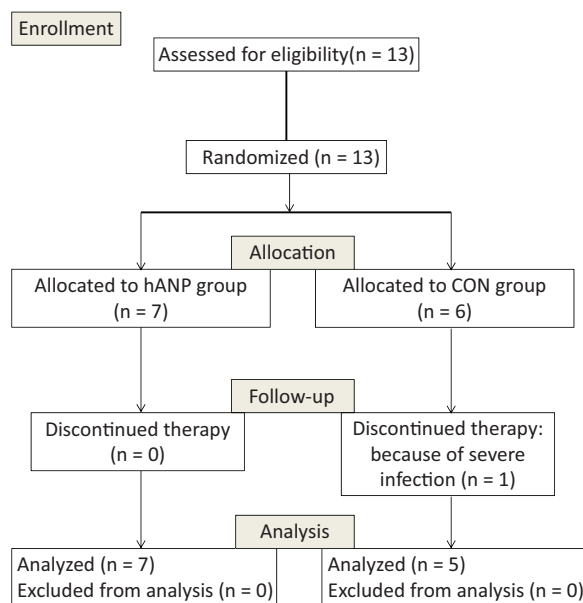 Enrollment
Assessed for eligibility(n = 13)
Randomized (n = 13)
Allocation
Allocated to hANP group
(n = 7)
Allocated to CON group
(n = 6)
Follow-up
Discontinued therapy
(n = 0)
Discontinued therapy:
because of severe
infection (n = 1)
Analysis
Analyzed (n = 7)
Excluded from analysis (n = 0)
Analyzed (n = 5)
Excluded from analysis (n = 0)